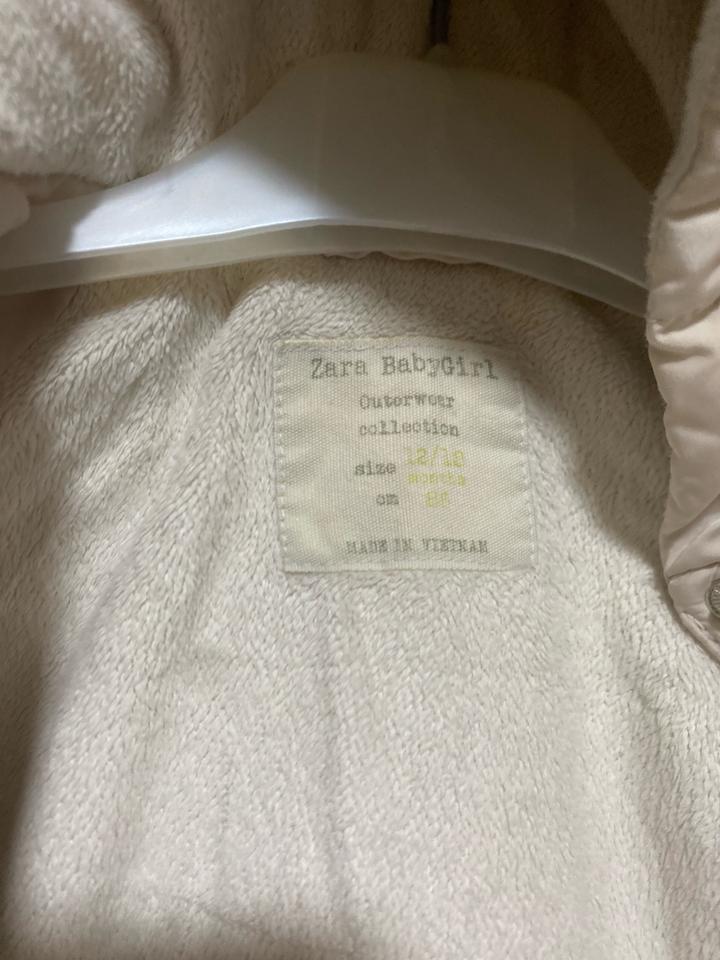 Zara BabyGirl
Outerwear
collection
size 12/18
months
cm 86
MADE IN VIETNAM